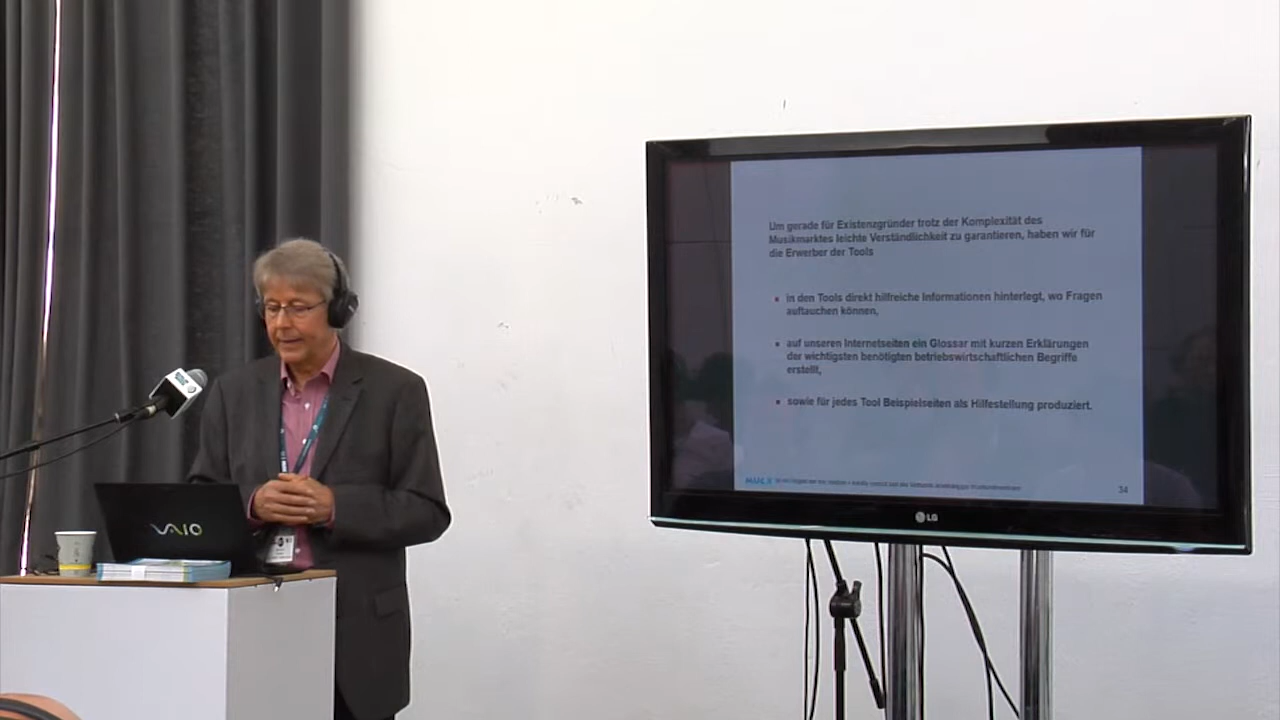 Um gerade für Existenzgründer trotz der Komplexität des
Musikmarktes leichte Verständlichkeit zu garantieren, haben wir für
die Erwerber der Tools
in den Tools direkt hilfreiche Informationen hinterlegt, wo Fragen
auftauchen können,
auf unseren Internetseiten ein Glossar mit kurzen Erklärungen
der wichtigsten benötigten betriebswirtschaftlichen Begriffe
erstellt,
sowie für jedes Tool Beispielseiten als Hilfestellung produziert.
34
LG
VAIO